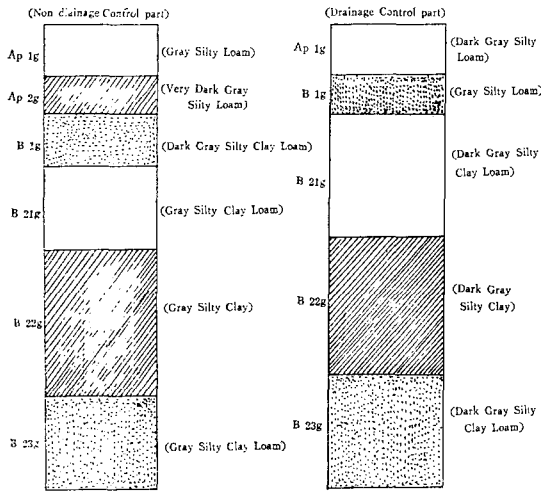 (Non dainage Control part)
Ap 1g
(Gray Silty Loam)
Ap 2g
(Very Dark Gray
Silty Loam)
B 1g
(Dark Gray Silty Clay Loam)
B 21g
(Gray Silty Clay Loam)
B 22g
(Gray Silty Clay)
B 23g
(Gray Silty Clay Loam)
(Drainage Control part)
Ap 1g
(Dark Gray Silty
Loam)
B 1g
(Gray Silty Loam)
B 21g
(Dark Gray Silty
Clay Loam)
B 22g
(Dark Gray
Silty Clay)
B 23g
(Dark Gray Silty
Clay Loam)